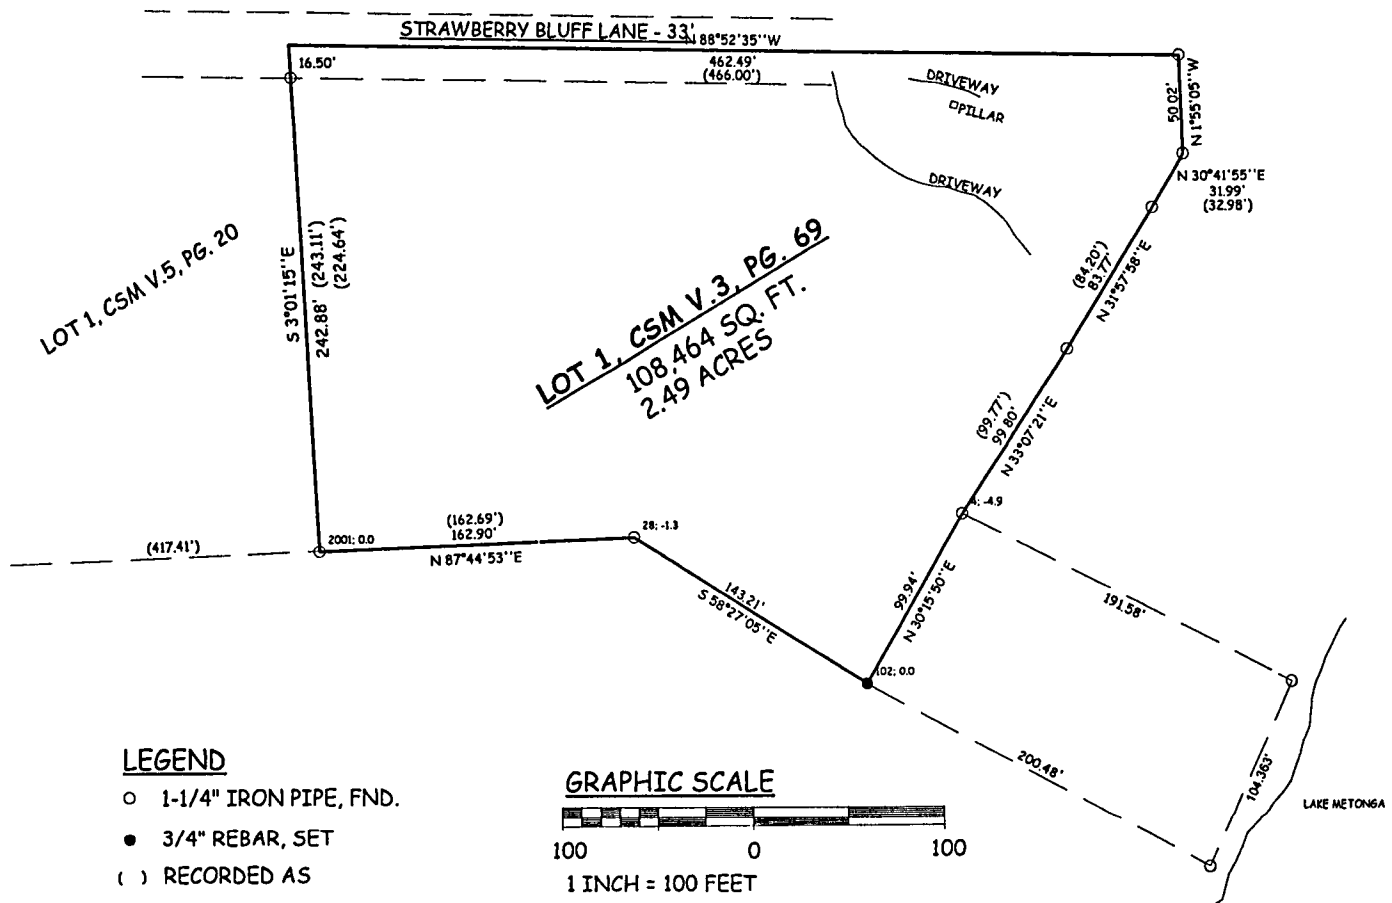 STRAWBERRY BLUFF LANE - 33'
N 88°52'35''W
462.49'
(466.00')
16.50'
DRIVEWAY
□PILLAR
DRIVEWAY
50.02'
N 1°55'05''W
N 30°41'55''E
31.99'
(32.98')
LOT 1, CSM V.5, PG. 20
S 3°01'15''E
242.88' (243.11')
(224.64')
LOT 1, CSM V.3, PG. 69
108,464 SQ. FT.
2.49 ACRES
(84.20')
83.77'
N 31°57'58''E
(99.77')
99.80'
N 33°07'21''E
4; -4.9
(417.41')
2001; 0.0
(162.69')
162.90'
N 87°44'53''E
28; -1.3
143.21'
S 58°27'05''E
99.94'
N 30°15'50''E
102; 0.0
191.58'
200.48'
104.363'
LAKE METONGA
LEGEND
○ 1-1/4" IRON PIPE, FND.
● 3/4" REBAR, SET
( ) RECORDED AS
GRAPHIC SCALE
100 0 100
1 INCH = 100 FEET